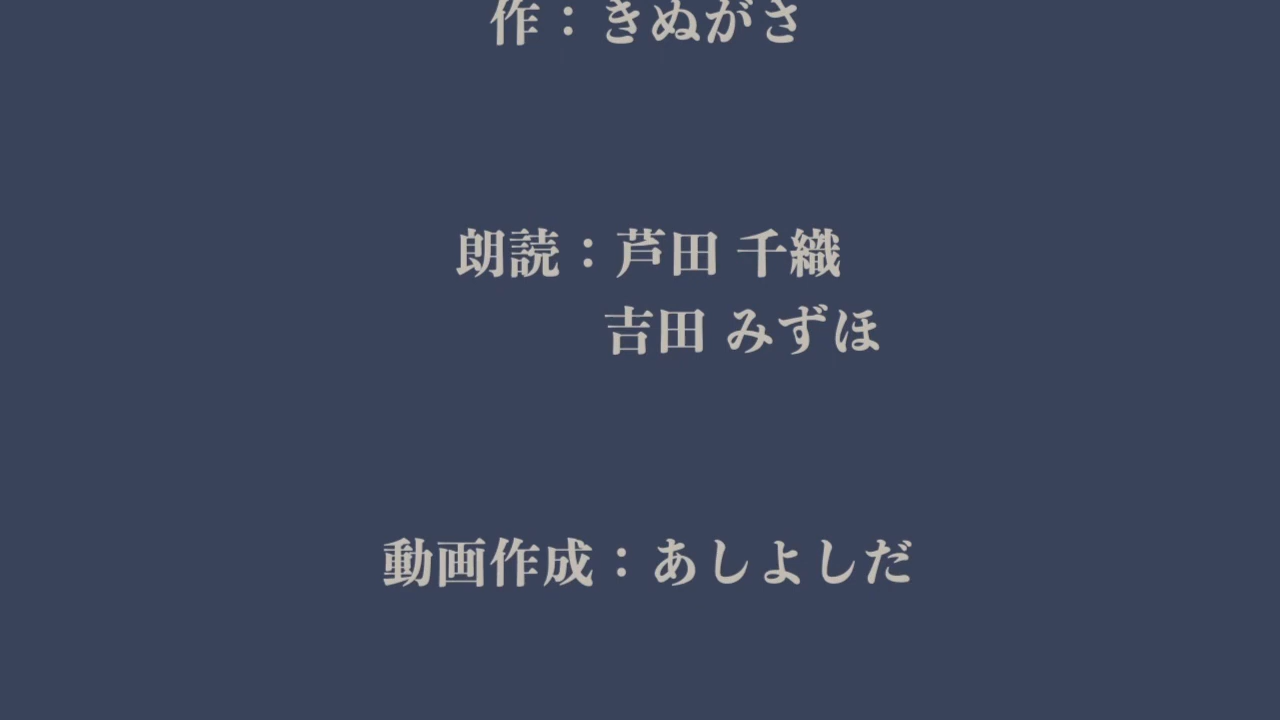 作：きぬがさ
朗読：芦田 千織
吉田 みずほ
動画作成：あしよしだ